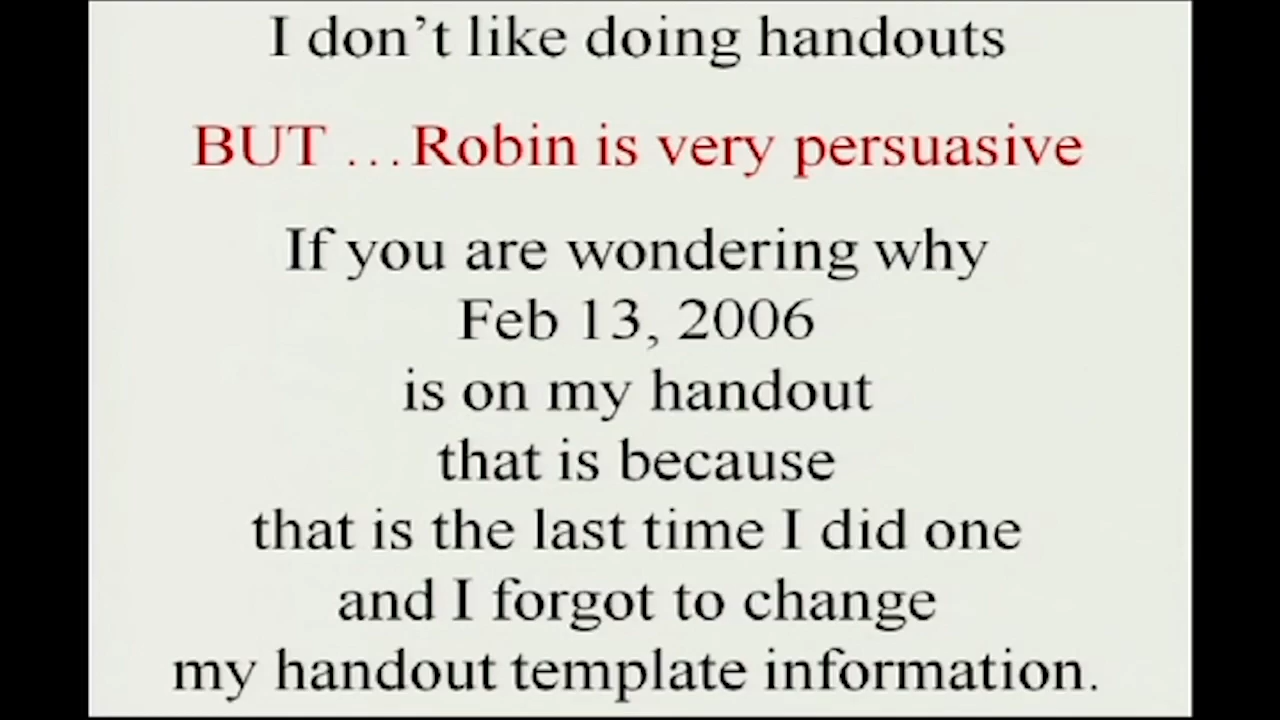 I don’t like doing handouts
BUT …Robin is very persuasive
If you are wondering why
Feb 13, 2006
is on my handout
that is because
that is the last time I did one
and I forgot to change
my handout template information.